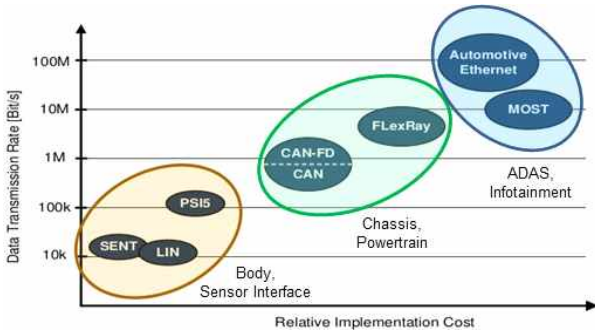 Data Transmission Rate [Bit/s]
100M
10M
1M
100k
10k
Automotive
Ethernet
MOST
FLexRay
CAN-FD
CAN
PSI5
SENT
LIN
ADAS,
Infotainment
Chassis,
Powertrain
Body,
Sensor Interface
Relative Implementation Cost